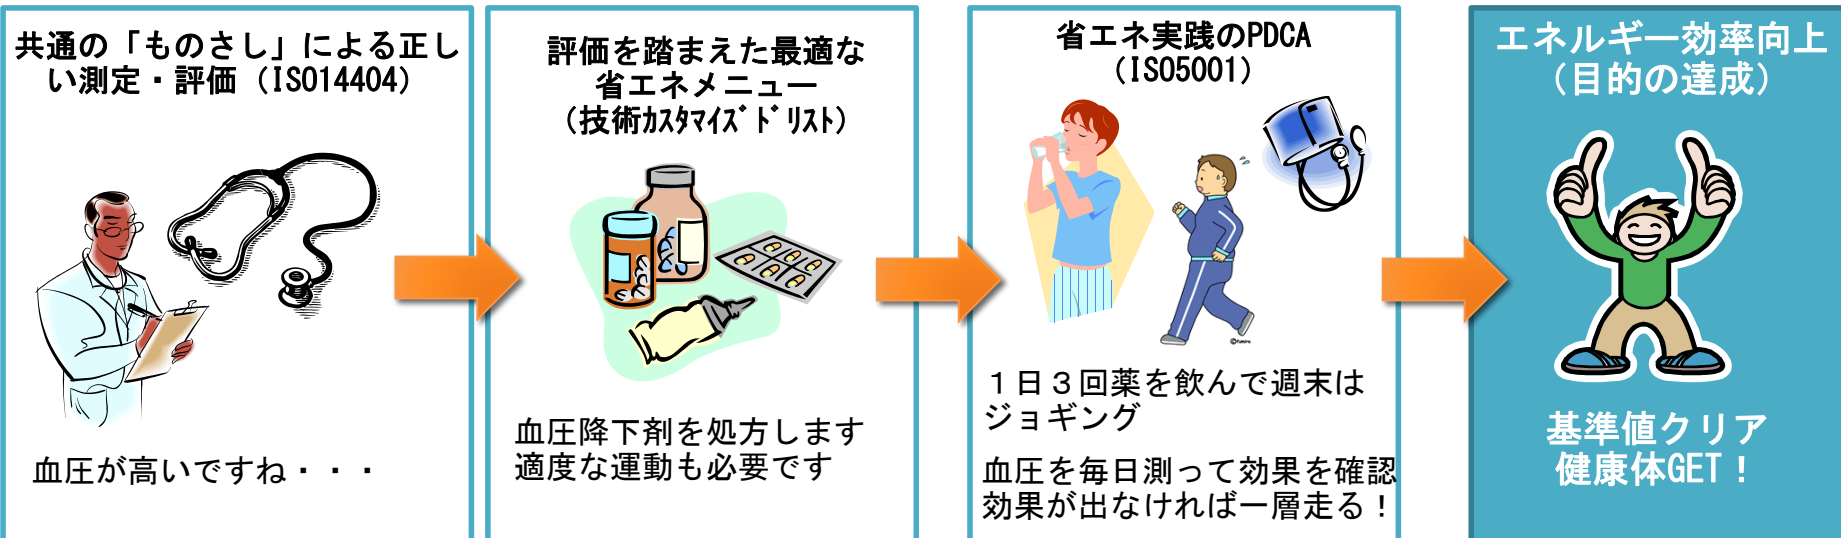 共通の「ものさし」による正し
い測定・評価（ISO14404）
血圧が高いですね・・・
評価を踏まえた最適な
省エネメニュー
（技術ｶｽﾀﾏｲｽﾞﾄﾞﾘｽﾄ）
血圧降下剤を処方します
適度な運動も必要です
省エネ実践のPDCA
（ISO5001）
©fumira
１日３回薬を飲んで週末は
ジョギング
血圧を毎日測って効果を確認
効果が出なければ一層走る！
エネルギー効率向上
（目的の達成）
基準値クリア
健康体GET！